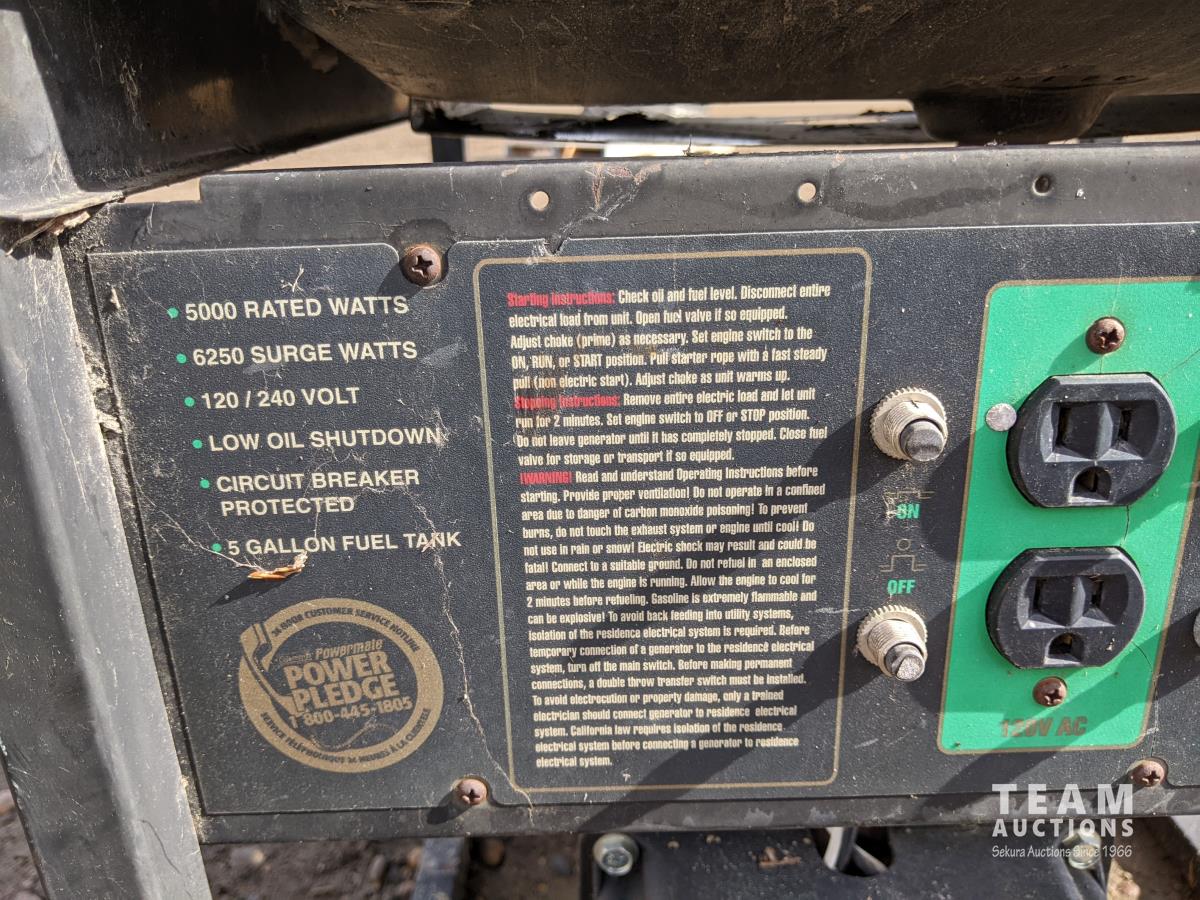 5000 RATED WATTS
6250 SURGE WATTS
120 / 240 VOLT
LOW OIL SHUTDOWN
CIRCUIT BREAKER
PROTECTED
5 GALLON FUEL TANK
24 HOUR CUSTOMER SERVICE HOTLINE
Powermate
POWER
PLEDGE
1-800-445-1805
SERVICE TÉLÉPHONIQUE 24 HEURES À LA CLIENTÈLE
Starting Instructions: Check oil and fuel level. Disconnect entire
electrical load from unit. Open fuel valve if so equipped.
Adjust choke (prime) as necessary. Set engine switch to the
ON, RUN, or START position. Pull starter rope with a fast steady
pull (non electric start). Adjust choke as unit warms up.
Stopping Instructions: Remove entire electric load and let unit
run for 2 minutes. Set engine switch to OFF or STOP position.
Do not leave generator until it has completely stopped. Close fuel
valve for storage or transport if so equipped.
!WARNING! Read and understand Operating Instructions before
starting. Provide proper ventilation! Do not operate in a confined
area due to danger of carbon monoxide poisoning! To prevent
burns, do not touch the exhaust system or engine until cool! Do
not use in rain or snow! Electric shock may result and could be
fatal! Connect to a suitable ground. Do not refuel in an enclosed
area or while the engine is running. Allow the engine to cool for
2 minutes before refueling. Gasoline is extremely flammable and
can be explosive! To avoid back feeding into utility systems,
isolation of the residence electrical system is required. Before
temporary connection of a generator to the residence electrical
system, turn off the main switch. Before making permanent
connections, a double throw transfer switch must be installed.
To avoid electrocution or property damage, only a trained
electrician should connect generator to residence electrical
system. California law requires isolation of the residence
electrical system before connecting a generator to residence
electrical system.
ON
OFF
120V AC
TEAM
AUCTIONS
Sekura Auctions Since 1966